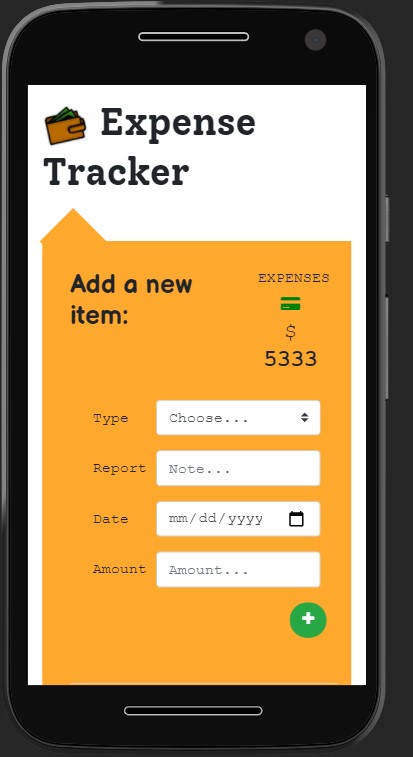 Expense
Tracker
Add a new
item:
EXPENSES
$
5333
Type
Choose...
Report
Note...
Date
mm/dd/yyyy
Amount
Amount...
+